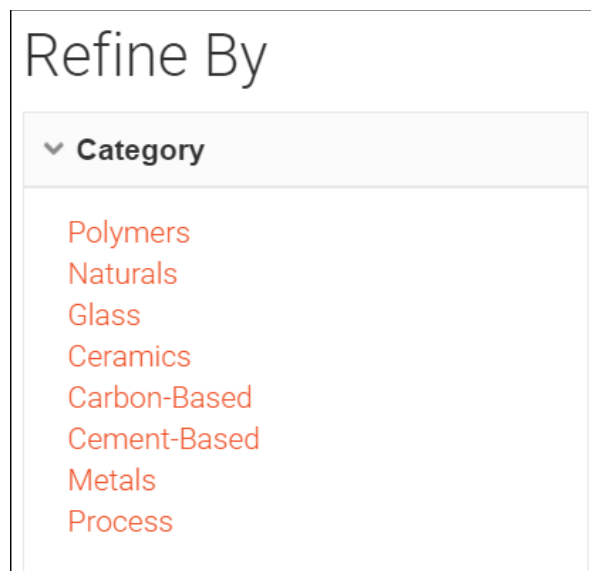 Refine By
Category
Polymers
Naturals
Glass
Ceramics
Carbon-Based
Cement-Based
Metals
Process